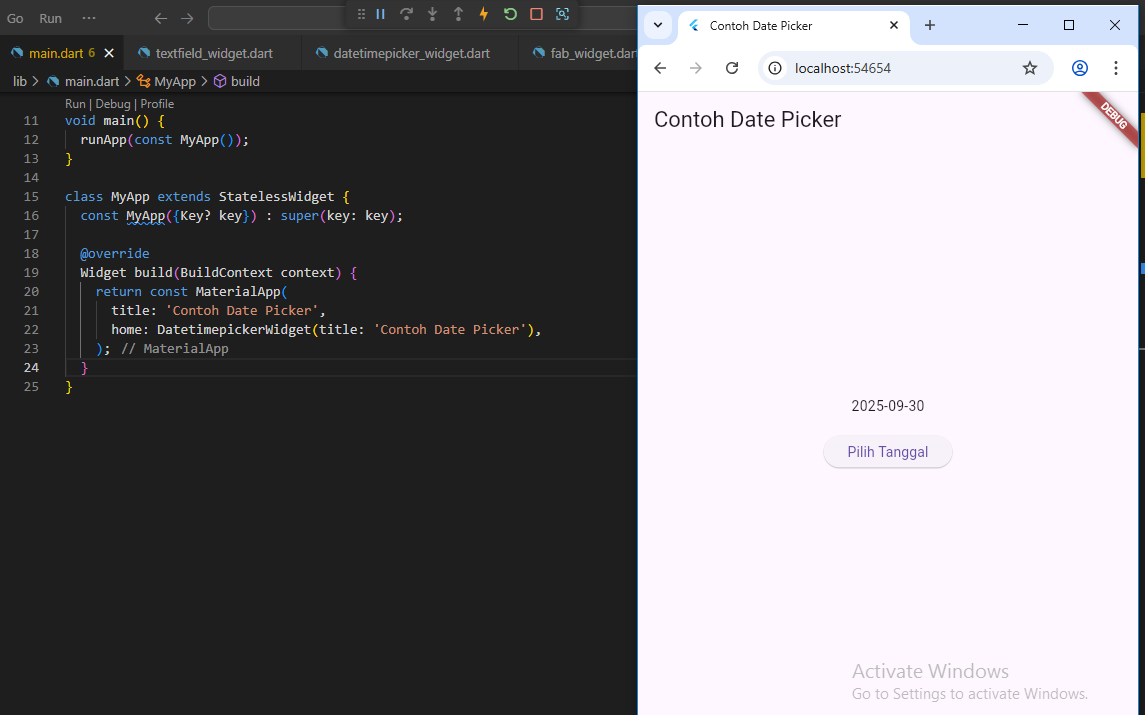 Go Run ···
main.dart 6
textfield_widget.dart
datetimepicker_widget.dart
fab_widget.dart
lib > main.dart > MyApp > build
Run | Debug | Profile
11 void main() {
12 runApp(const MyApp());
13 }
14
15 class MyApp extends StatelessWidget {
16 const MyApp({Key? key}) : super(key: key);
17
18 @override
19 Widget build(BuildContext context) {
20 return const MaterialApp(
21 title: 'Contoh Date Picker',
22 home: DatetimepickerWidget(title: 'Contoh Date Picker'),
23 ); // MaterialApp
24 }
25 }
Contoh Date Picker
localhost:54654
Contoh Date Picker
DEBUG
2025-09-30
Pilih Tanggal
Activate Windows
Go to Settings to activate Windows.